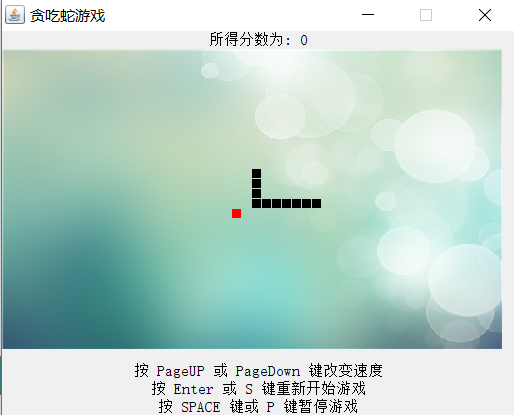 贪吃蛇游戏
所得分数为: 0
按 PageUP 或 PageDown 键改变速度
按 Enter 或 S 键重新开始游戏
按 SPACE 键或 P 键暂停游戏